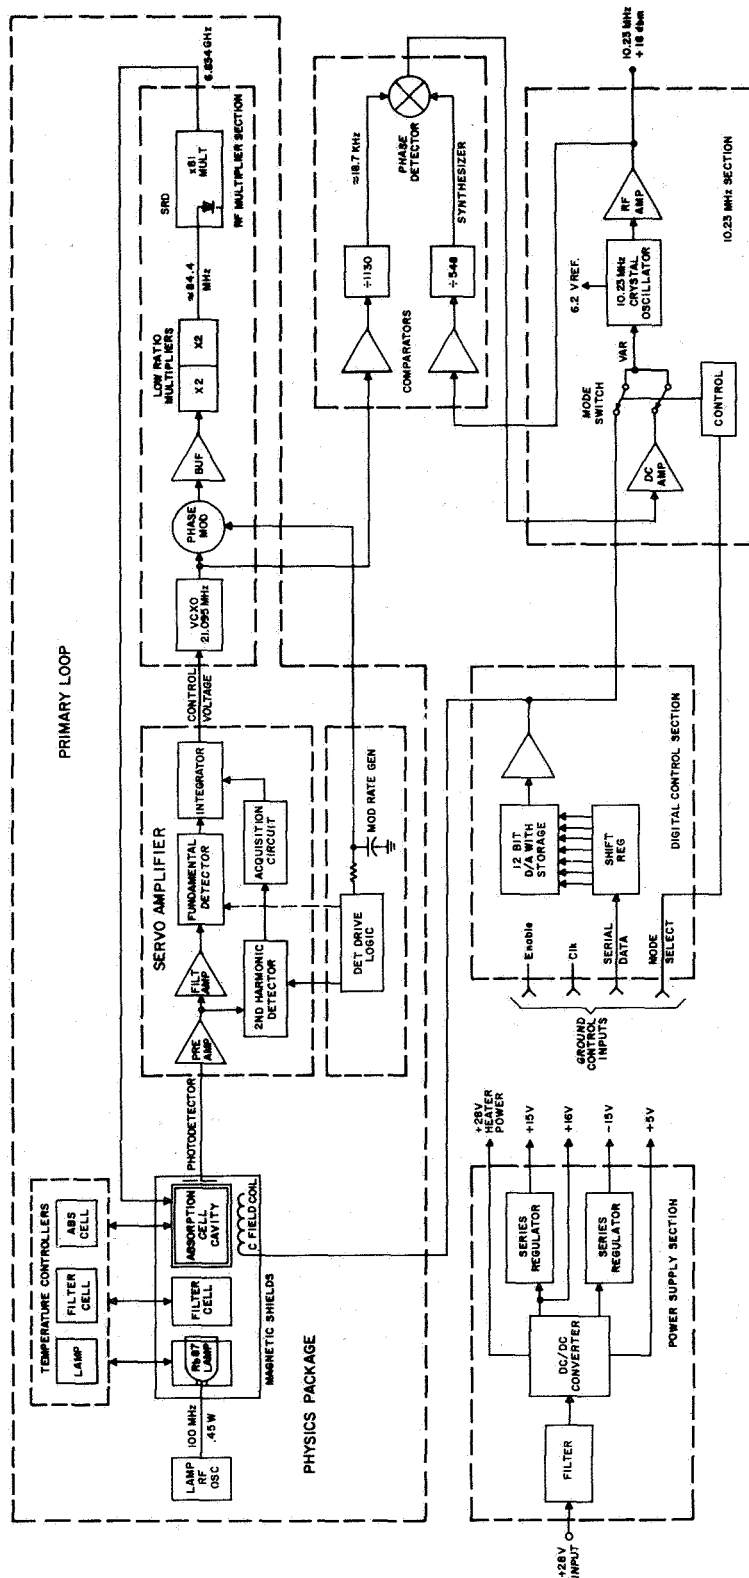 PRIMARY LOOP
TEMPERATURE CONTROLLERS
LAMP
FILTER
CELL
ABS
CELL
LAMP
RF
OSC
100 MHz
.45 W
Rb87
LAMP
FILTER
CELL
ABSORPTION
CELL
CAVITY
C FIELD COIL
MAGNETIC SHIELDS
PHYSICS PACKAGE
PHOTODETECTOR
SERVO AMPLIFIER
PRE
AMP
FILT
AMP
FUNDAMENTAL
DETECTOR
INTEGRATOR
2ND HARMONIC
DETECTOR
ACQUISITION
CIRCUIT
DET DRIVE
LOGIC
MOD RATE GEN
CONTROL
VOLTAGE
VCXO
21.095 MHz
PHASE
MOD
BUF
LOW RATIO
MULTIPLIERS
X2
X2
≈84.4
MHz
SRD
x81
MULT
RF MULTIPLIER SECTION
6.834 GHz
COMPARATORS
÷1130
÷548
≈18.7 KHz
PHASE
DETECTOR
SYNTHESIZER
+28V
INPUT
FILTER
DC/DC
CONVERTER
SERIES
REGULATOR
SERIES
REGULATOR
+28V
HEATER
POWER
+15V
+16V
-15V
+5V
POWER SUPPLY SECTION
GROUND
CONTROL
INPUTS
Enable
Clk
SERIAL
DATA
MODE
SELECT
12 BIT
D/A WITH
STORAGE
SHIFT
REG
DIGITAL CONTROL SECTION
DC
AMP
MODE
SWITCH
CONTROL
VAR
6.2 V REF.
10.23 MHz
CRYSTAL
OSCILLATOR
RF
AMP
10.23 MHz
+18 dbm
10.23 MHz SECTION